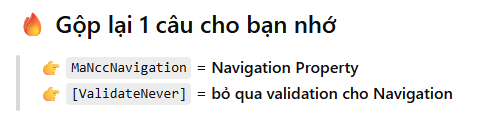 🔥 Gộp lại 1 câu cho bạn nhớ
👉 MaNccNavigation = Navigation Property
👉 [ValidateNever] = bỏ qua validation cho Navigation